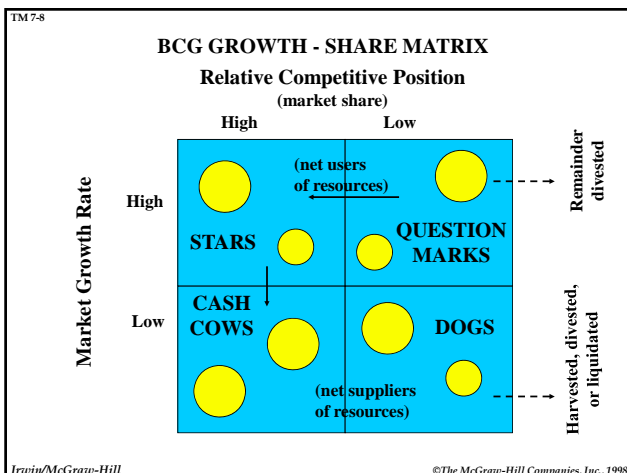 TM 7-8
BCG GROWTH - SHARE MATRIX
Relative Competitive Position
(market share)
High Low
(net users
of resources)
Remainder
divested
High
STARS
QUESTION
MARKS
Market Growth Rate
CASH
COWS
Low
DOGS
Harvested, divested,
or liquidated
(net suppliers
of resources)
Irwin/McGraw-Hill ©The McGraw-Hill Companies, Inc., 1998